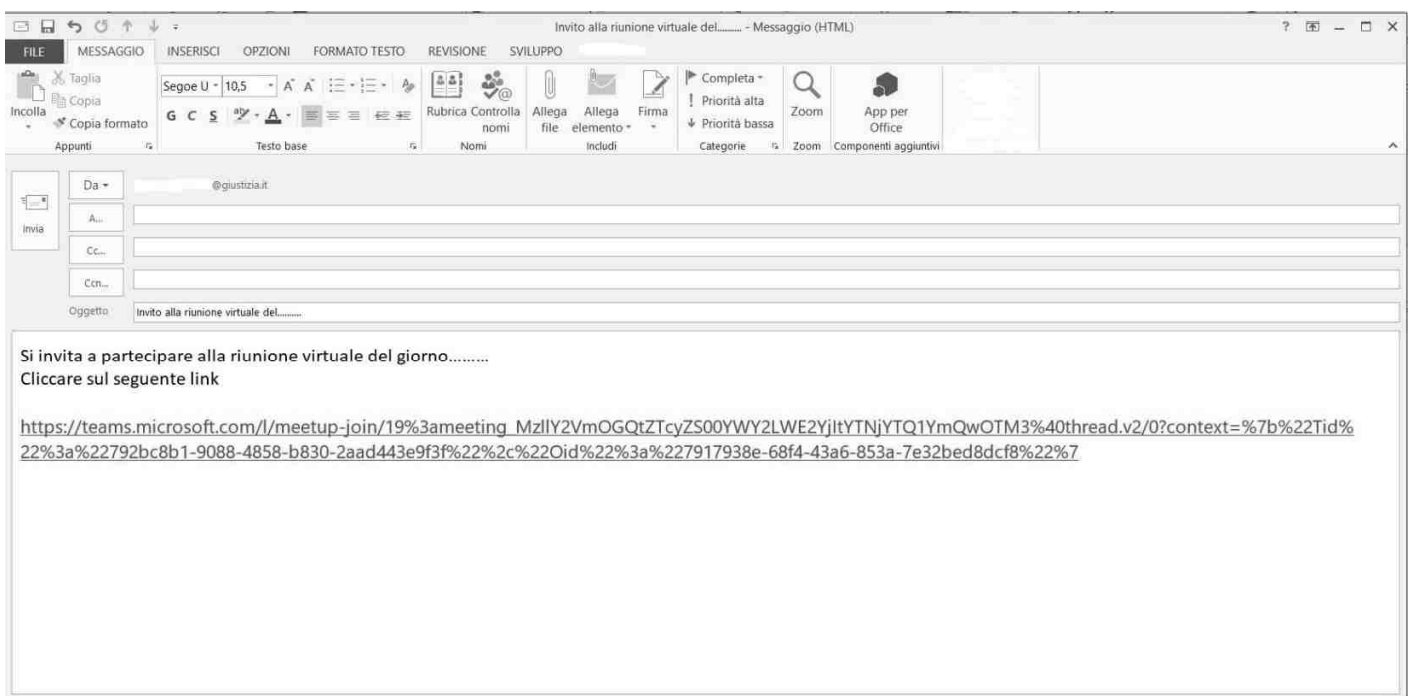 Invito alla riunione virtuale del......... - Messaggio (HTML)
FILE MESSAGGIO INSERISCI OPZIONI FORMATO TESTO REVISIONE SVILUPPO
Incolla
Taglia
Copia
Copia formato
Appunti
Segoe U 10,5
G C S
Testo base
Rubrica Controlla nomi
Nomi
Allega file
Allega elemento
Firma
Includi
Completa
Priorità alta
Priorità bassa
Categorie
Zoom
Zoom
App per Office
Componenti aggiuntivi
Invia
Da @giustizia.it
A...
Cc...
Ccn...
Oggetto Invito alla riunione virtuale del.........
Si invita a partecipare alla riunione virtuale del giorno.........
Cliccare sul seguente link
https://teams.microsoft.com/l/meetup-join/19%3ameeting_MzllY2VmOGQtZTcyZS00YWY2LWE2YjItYTNjYTQ1YmQwOTM3%40thread.v2/0?context=%7b%22Tid%
22%3a%22792bc8b1-9088-4858-b830-2aad443e9f3f%22%2c%22Oid%22%3a%227917938e-68f4-43a6-853a-7e32bed8dcf8%22%7